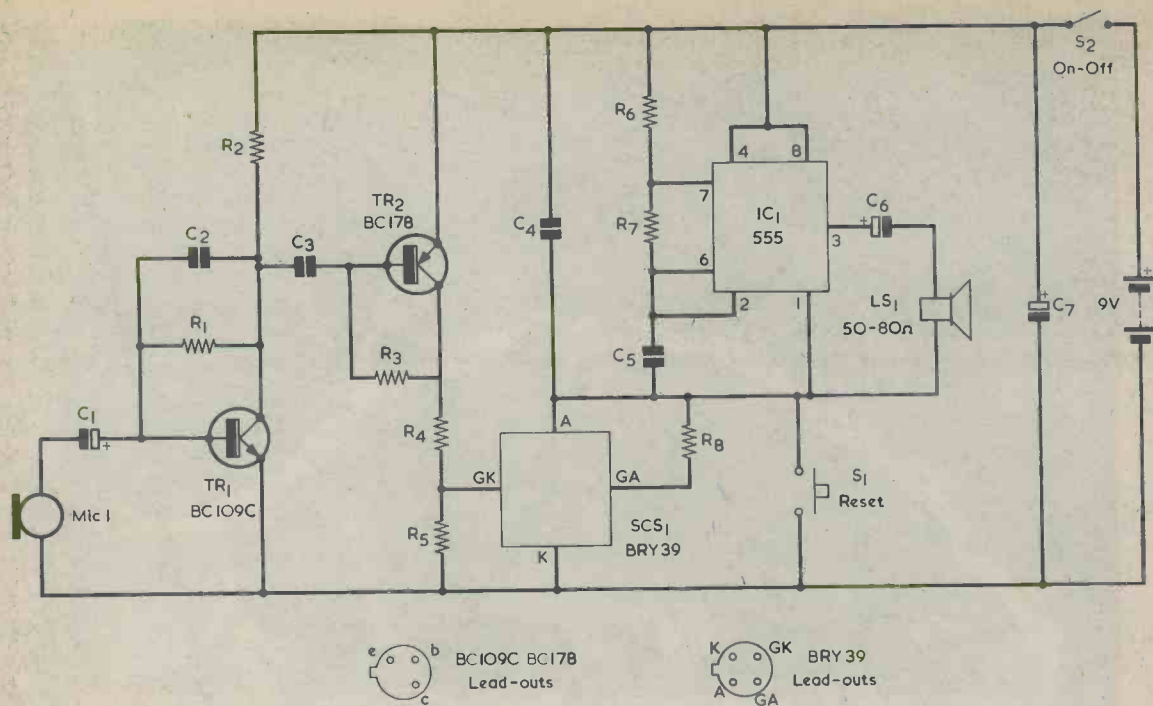 S2
On-Off
R2
R6
4
8
TR2
BC178
7
IC1
555
C6
+
C2
C3
C4
R7
3
+
6
LS1
50-80Ω
+
C7
9V
2
1
R1
R3
C5
C1
+
R4
A
R8
TR1
BC109C
GK
GA
S1
Reset
Mic 1
R5
SCS1
BRY39
K
e
b
c
BC109C BC178
Lead-outs
K
GK
A
GA
BRY39
Lead-outs